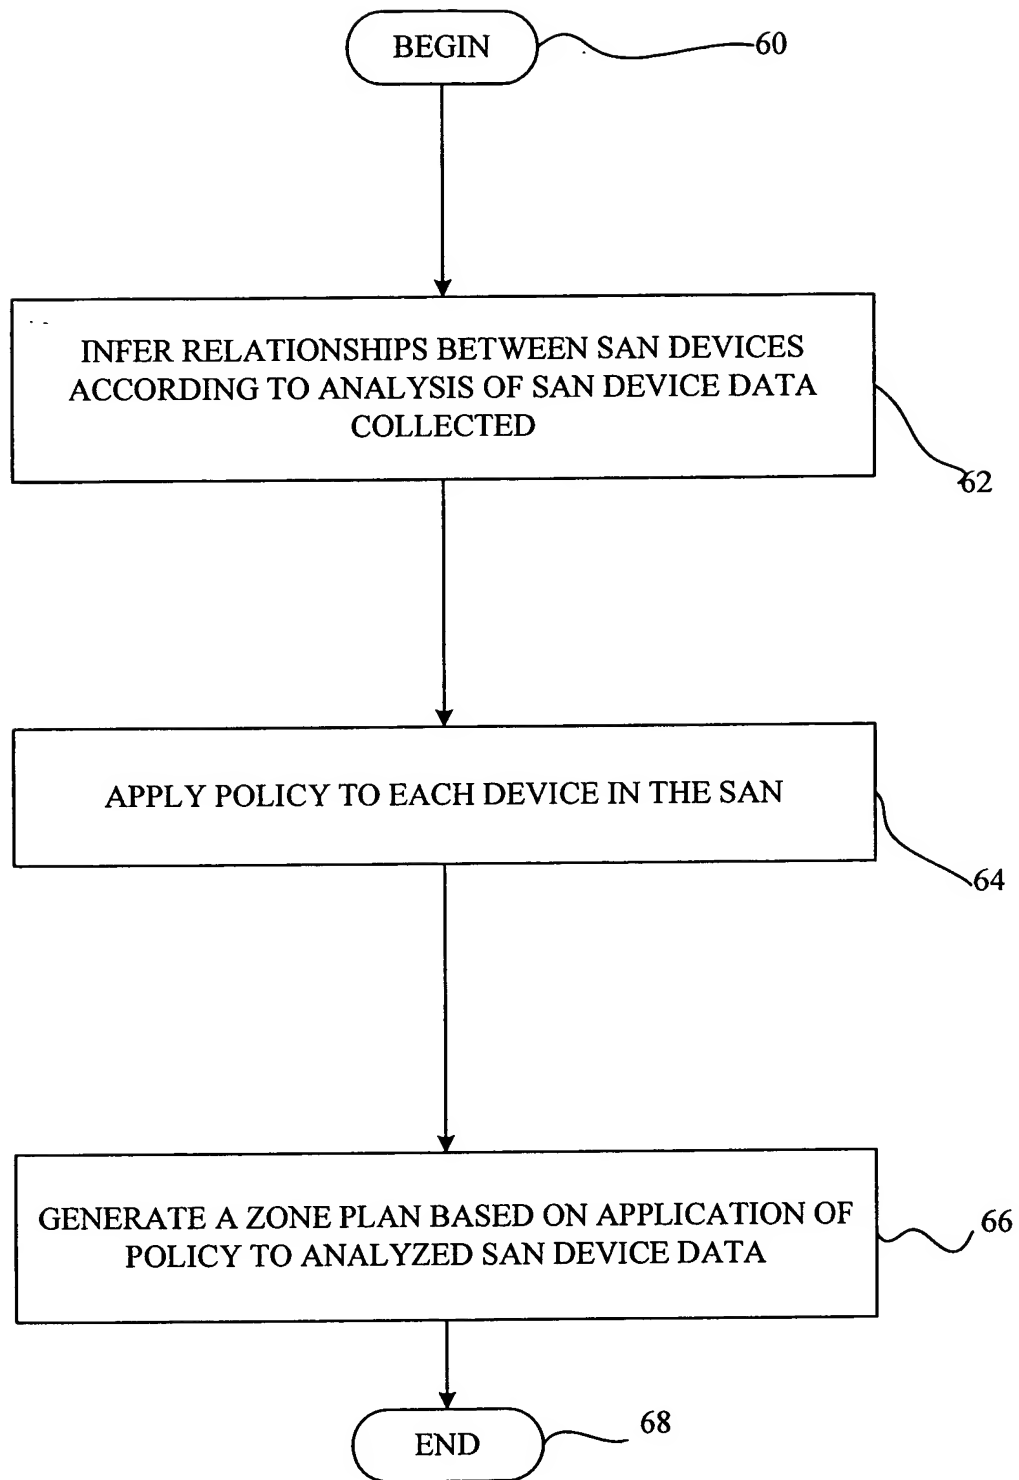 BEGIN
60
INFER RELATIONSHIPS BETWEEN SAN DEVICES
ACCORDING TO ANALYSIS OF SAN DEVICE DATA
COLLECTED
62
APPLY POLICY TO EACH DEVICE IN THE SAN
64
GENERATE A ZONE PLAN BASED ON APPLICATION OF
POLICY TO ANALYZED SAN DEVICE DATA
66
END
68